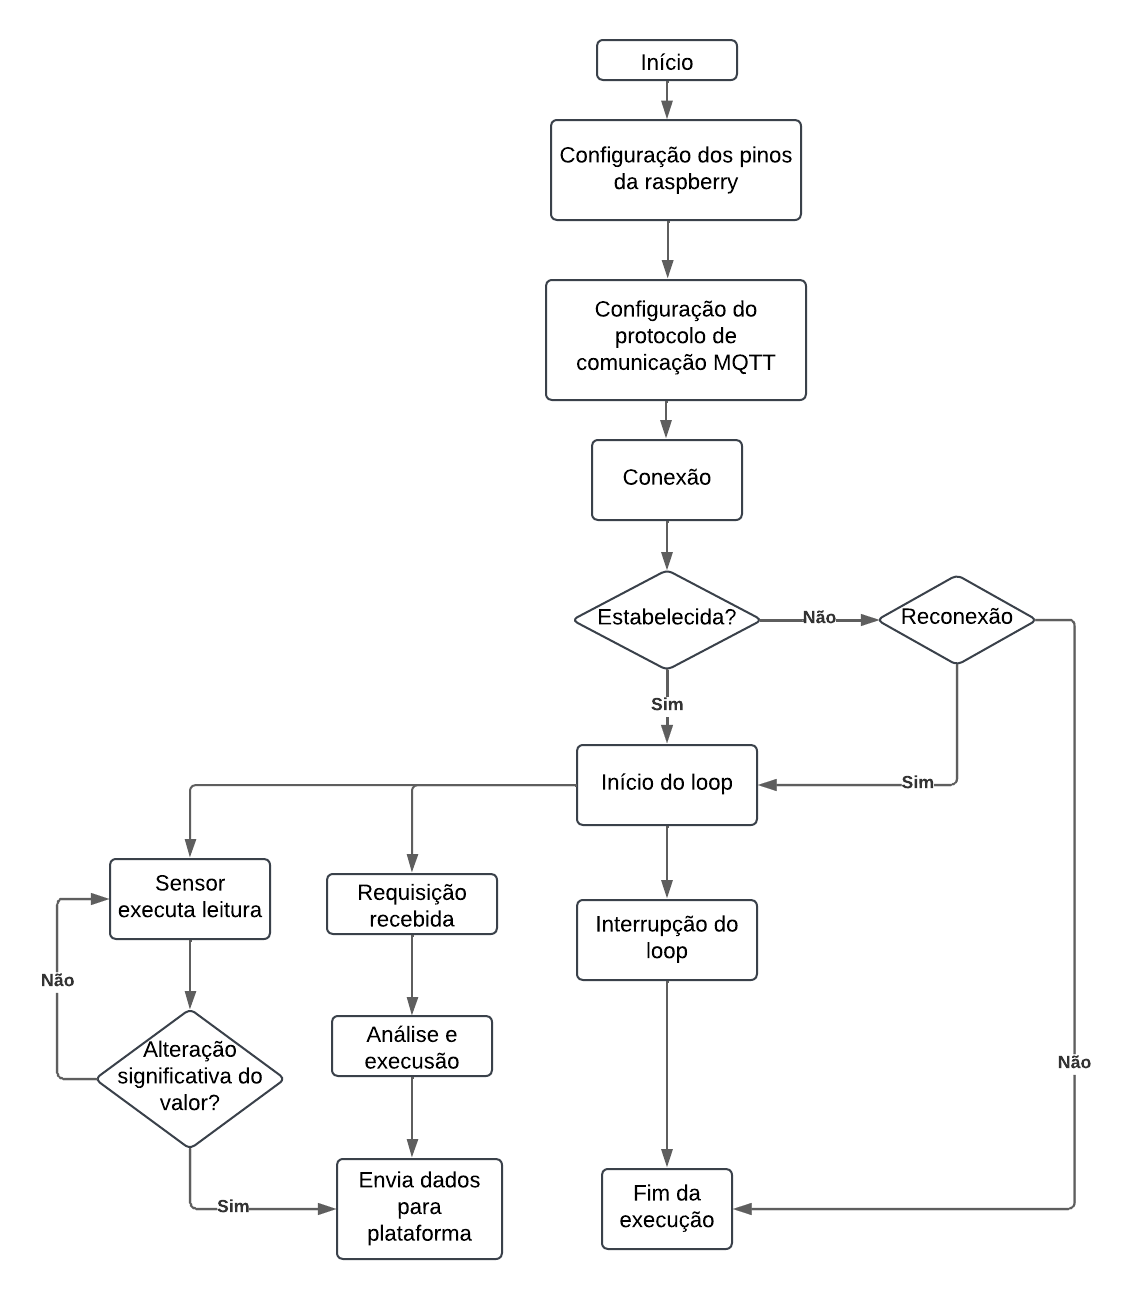 Início
Configuração dos pinos
da raspberry
Configuração do
protocolo de
comunicação MQTT
Conexão
Estabelecida?
Não
Reconexão
Sim
Início do loop
Sim
Sensor
executa leitura
Requisição
recebida
Interrupção do
loop
Não
Análise e
execusão
Alteração
significativa do
valor?
Não
Sim
Envia dados
para
plataforma
Fim da
execução